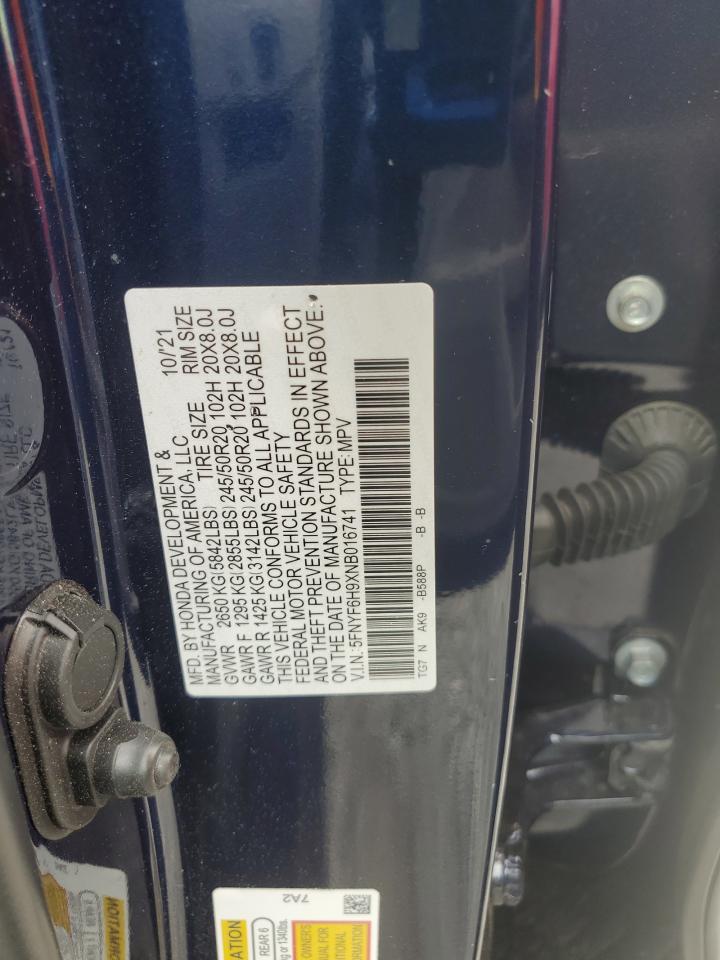 MFD. BY HONDA DEVELOPMENT & 10/'21
MANUFACTURING OF AMERICA, LLC
TIRE SIZE RIM SIZE
GVWR 2650 KG(5842LBS)
GAWR F 1295 KG(2855LBS) 245/50R20 102H 20X8.0J
GAWR R 1425 KG(3142LBS) 245/50R20 102H 20X8.0J
THIS VEHICLE CONFORMS TO ALL APPLICABLE
FEDERAL MOTOR VEHICLE SAFETY
AND THEFT PREVENTION STANDARDS IN EFFECT
ON THE DATE OF MANUFACTURE SHOWN ABOVE.
V.I.N.: 5FNYF6H8XNB016741 TYPE: MPV
TG7 N AK9 -B588P -B -B
7A2
REAR 6
or 1340lbs.